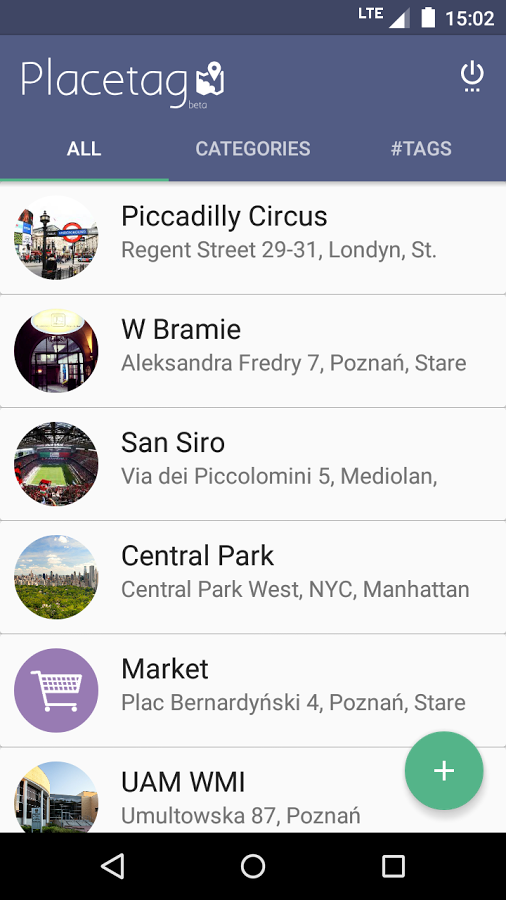 LTE 15:02
Placetag
beta
ALL CATEGORIES #TAGS
Piccadilly Circus
Regent Street 29-31, Londyn, St.
W Bramie
Aleksandra Fredry 7, Poznań, Stare
San Siro
Via dei Piccolomini 5, Mediolan,
Central Park
Central Park West, NYC, Manhattan
Market
Plac Bernardyński 4, Poznań, Stare
UAM WMI
Umultowska 87, Poznań